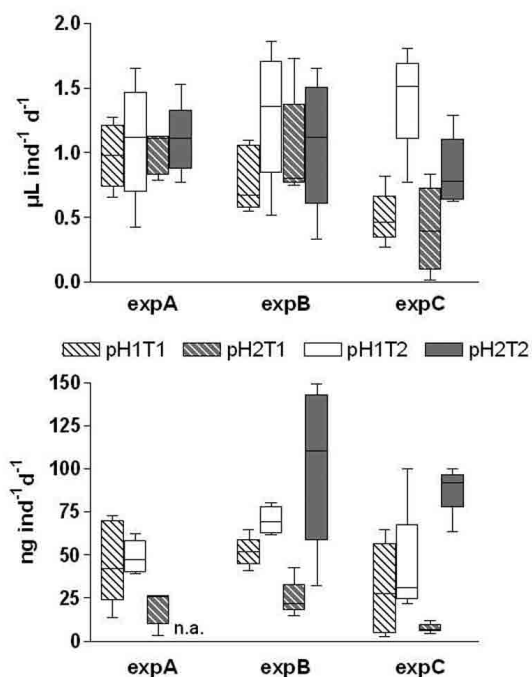 2.0
1.5
1.0
0.5
0.0
µL ind⁻¹ d⁻¹
expA expB expC
pH1T1 pH2T1 pH1T2 pH2T2
150
125
100
75
50
25
0
ng ind⁻¹d⁻¹
n.a.
expA expB expC